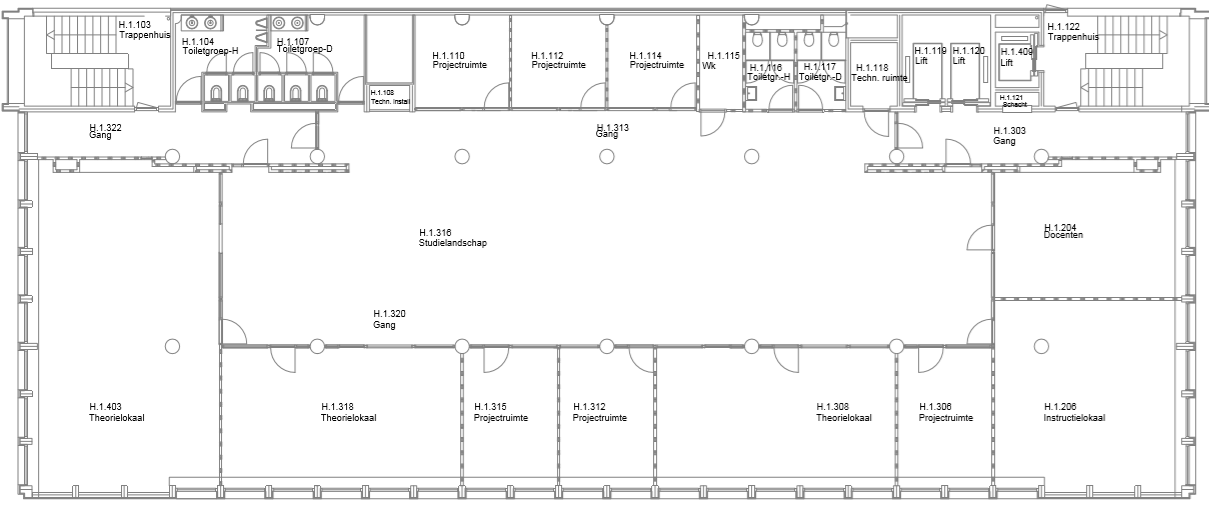 H.1.103
Trappenhuis
H.1.104
Toiletgroep-H
H.1.107
Toiletgroep-D
H.1.108
Techn. install
H.1.110
Projectruimte
H.1.112
Projectruimte
H.1.114
Projectruimte
H.1.115
Wk
H.1.116
Toiletgr.-H
H.1.117
Toiletgr.-D
H.1.118
Techn. ruimte
H.1.119
Lift
H.1.120
Lift
H.1.409
Lift
H.1.121
Schacht
H.1.122
Trappenhuis
H.1.322
Gang
H.1.313
Gang
H.1.303
Gang
H.1.316
Studielandschap
H.1.204
Docenten
H.1.320
Gang
H.1.403
Theorielokaal
H.1.318
Theorielokaal
H.1.315
Projectruimte
H.1.312
Projectruimte
H.1.308
Theorielokaal
H.1.306
Projectruimte
H.1.206
Instructielokaal